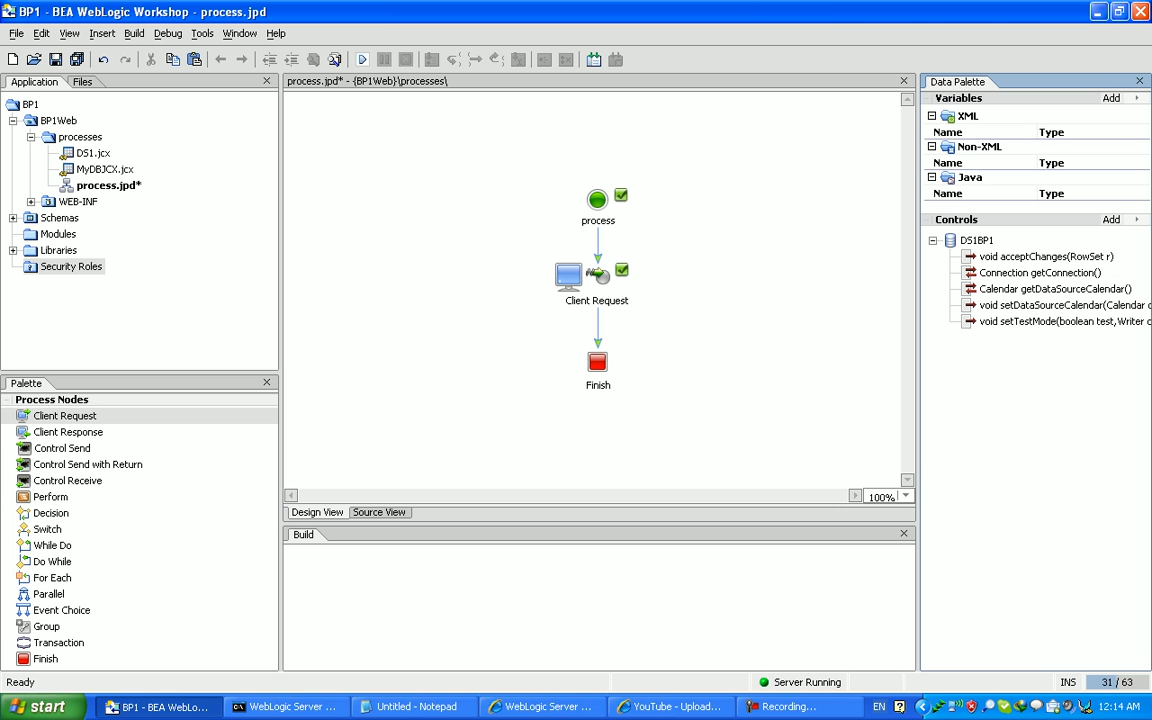 BP1 - BEA WebLogic Workshop - process.jpd
File Edit View Insert Build Debug Tools Window Help
Application Files
BP1
BP1Web
processes
DS1.jcx
MyDBJCX.jcx
process.jpd*
WEB-INF
Schemas
Modules
Libraries
Security Roles
Palette
Process Nodes
Client Request
Client Response
Control Send
Control Send with Return
Control Receive
Perform
Decision
Switch
While Do
Do While
For Each
Parallel
Event Choice
Group
Transaction
Finish
process.jpd* - {BP1Web}\processes\
process
Client Request
Finish
100%
Design View Source View
Build
Data Palette
Variables Add
XML
Name Type
Non-XML
Name Type
Java
Name Type
Controls Add
DS1BP1
void acceptChanges(RowSet r)
Connection getConnection()
Calendar getDataSourceCalendar()
void setDataSourceCalendar(Calendar c
void setTestMode(boolean test,Writer c
Ready Server Running INS 31 / 63
start BP1 - BEA WebLo... WebLogic Server ... Untitled - Notepad WebLogic Server ... YouTube - Upload... Recording... EN 12:14 AM